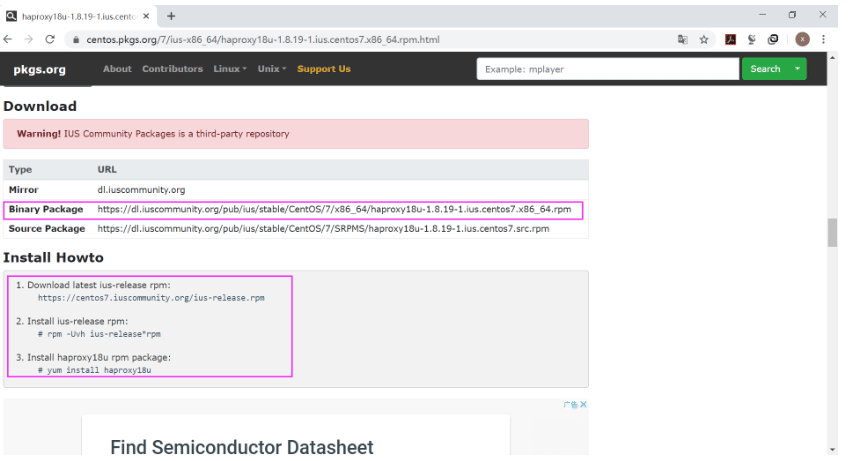 haproxy18u-1.8.19-1.ius.cento
centos.pkgs.org/7/ius-x86_64/haproxy18u-1.8.19-1.ius.centos7.x86_64.rpm.html
pkgs.org About Contributors Linux Unix Support Us Example: mplayer Search
Download
Warning! IUS Community Packages is a third-party repository
Type URL
Mirror dl.iuscommunity.org
Binary Package https://dl.iuscommunity.org/pub/ius/stable/CentOS/7/x86_64/haproxy18u-1.8.19-1.ius.centos7.x86_64.rpm
Source Package https://dl.iuscommunity.org/pub/ius/stable/CentOS/7/SRPMS/haproxy18u-1.8.19-1.ius.centos7.src.rpm
Install Howto
1. Download latest ius-release rpm:
https://centos7.iuscommunity.org/ius-release.rpm
2. Install ius-release rpm:
# rpm -Uvh ius-release*rpm
3. Install haproxy18u rpm package:
# yum install haproxy18u
广告
Find Semiconductor Datasheet